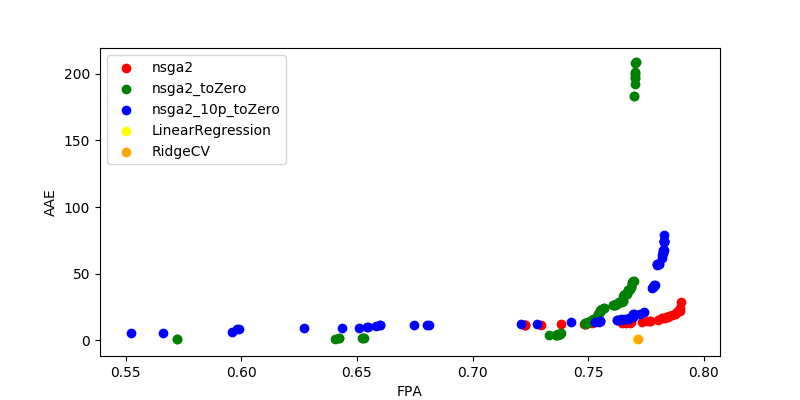 nsga2
nsga2_toZero
nsga2_10p_toZero
LinearRegression
RidgeCV
AAE
200
150
100
50
0
0.55 0.60 0.65 0.70 0.75 0.80
FPA